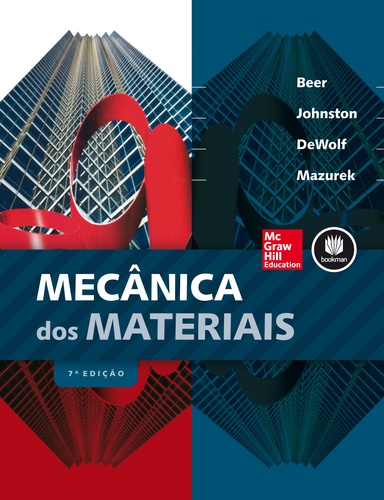 Beer
Johnston
DeWolf
Mazurek
Mc
Graw
Hill
Education
bookman
MECÂNICA
dos MATERIAIS
7ª EDIÇÃO